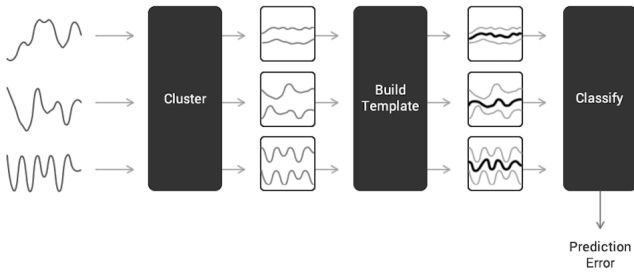 Cluster
Build
Template
Classify
Prediction
Error